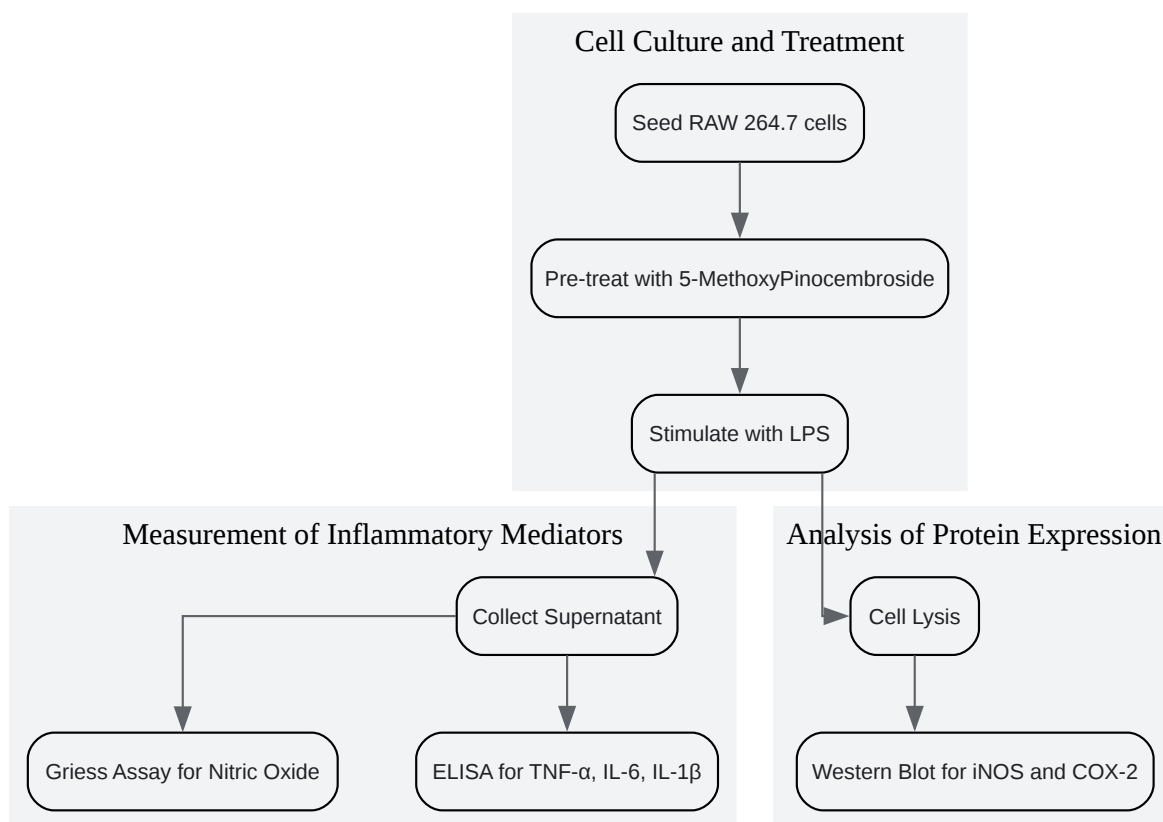 Cell Culture and Treatment
Seed RAW 264.7 cells
Pre-treat with 5-MethoxyPinocembroside
Stimulate with LPS
Measurement of Inflammatory Mediators
Analysis of Protein Expression
Collect Supernatant
Cell Lysis
Griess Assay for Nitric Oxide
ELISA for TNF-α, IL-6, IL-1β
Western Blot for iNOS and COX-2